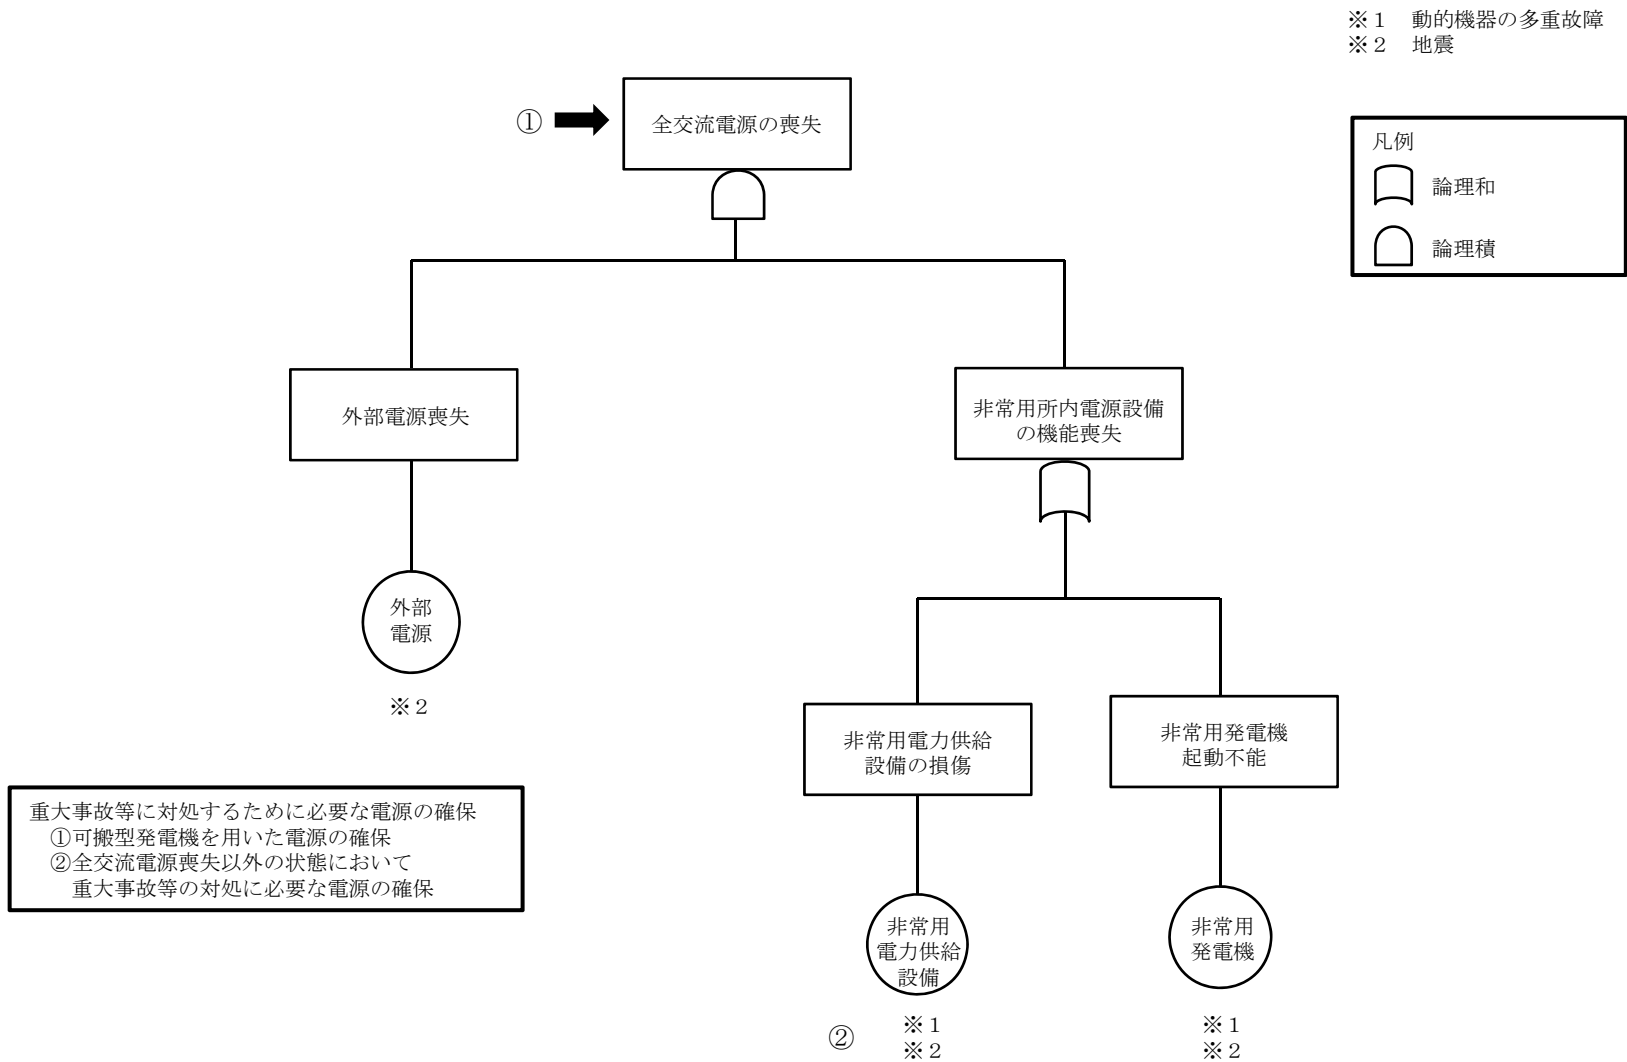 ※１　動的機器の多重故障
※２　地震
①
全交流電源の喪失
凡例
論理和
論理積
外部電源喪失
非常用所内電源設備
の機能喪失
外部
電源
※２
非常用電力供給
設備の損傷
非常用発電機
起動不能
重大事故等に対処するために必要な電源の確保
①可搬型発電機を用いた電源の確保
②全交流電源喪失以外の状態において
重大事故等の対処に必要な電源の確保
非常用
電力供給
設備
非常用
発電機
②
※１
※２
※１
※２